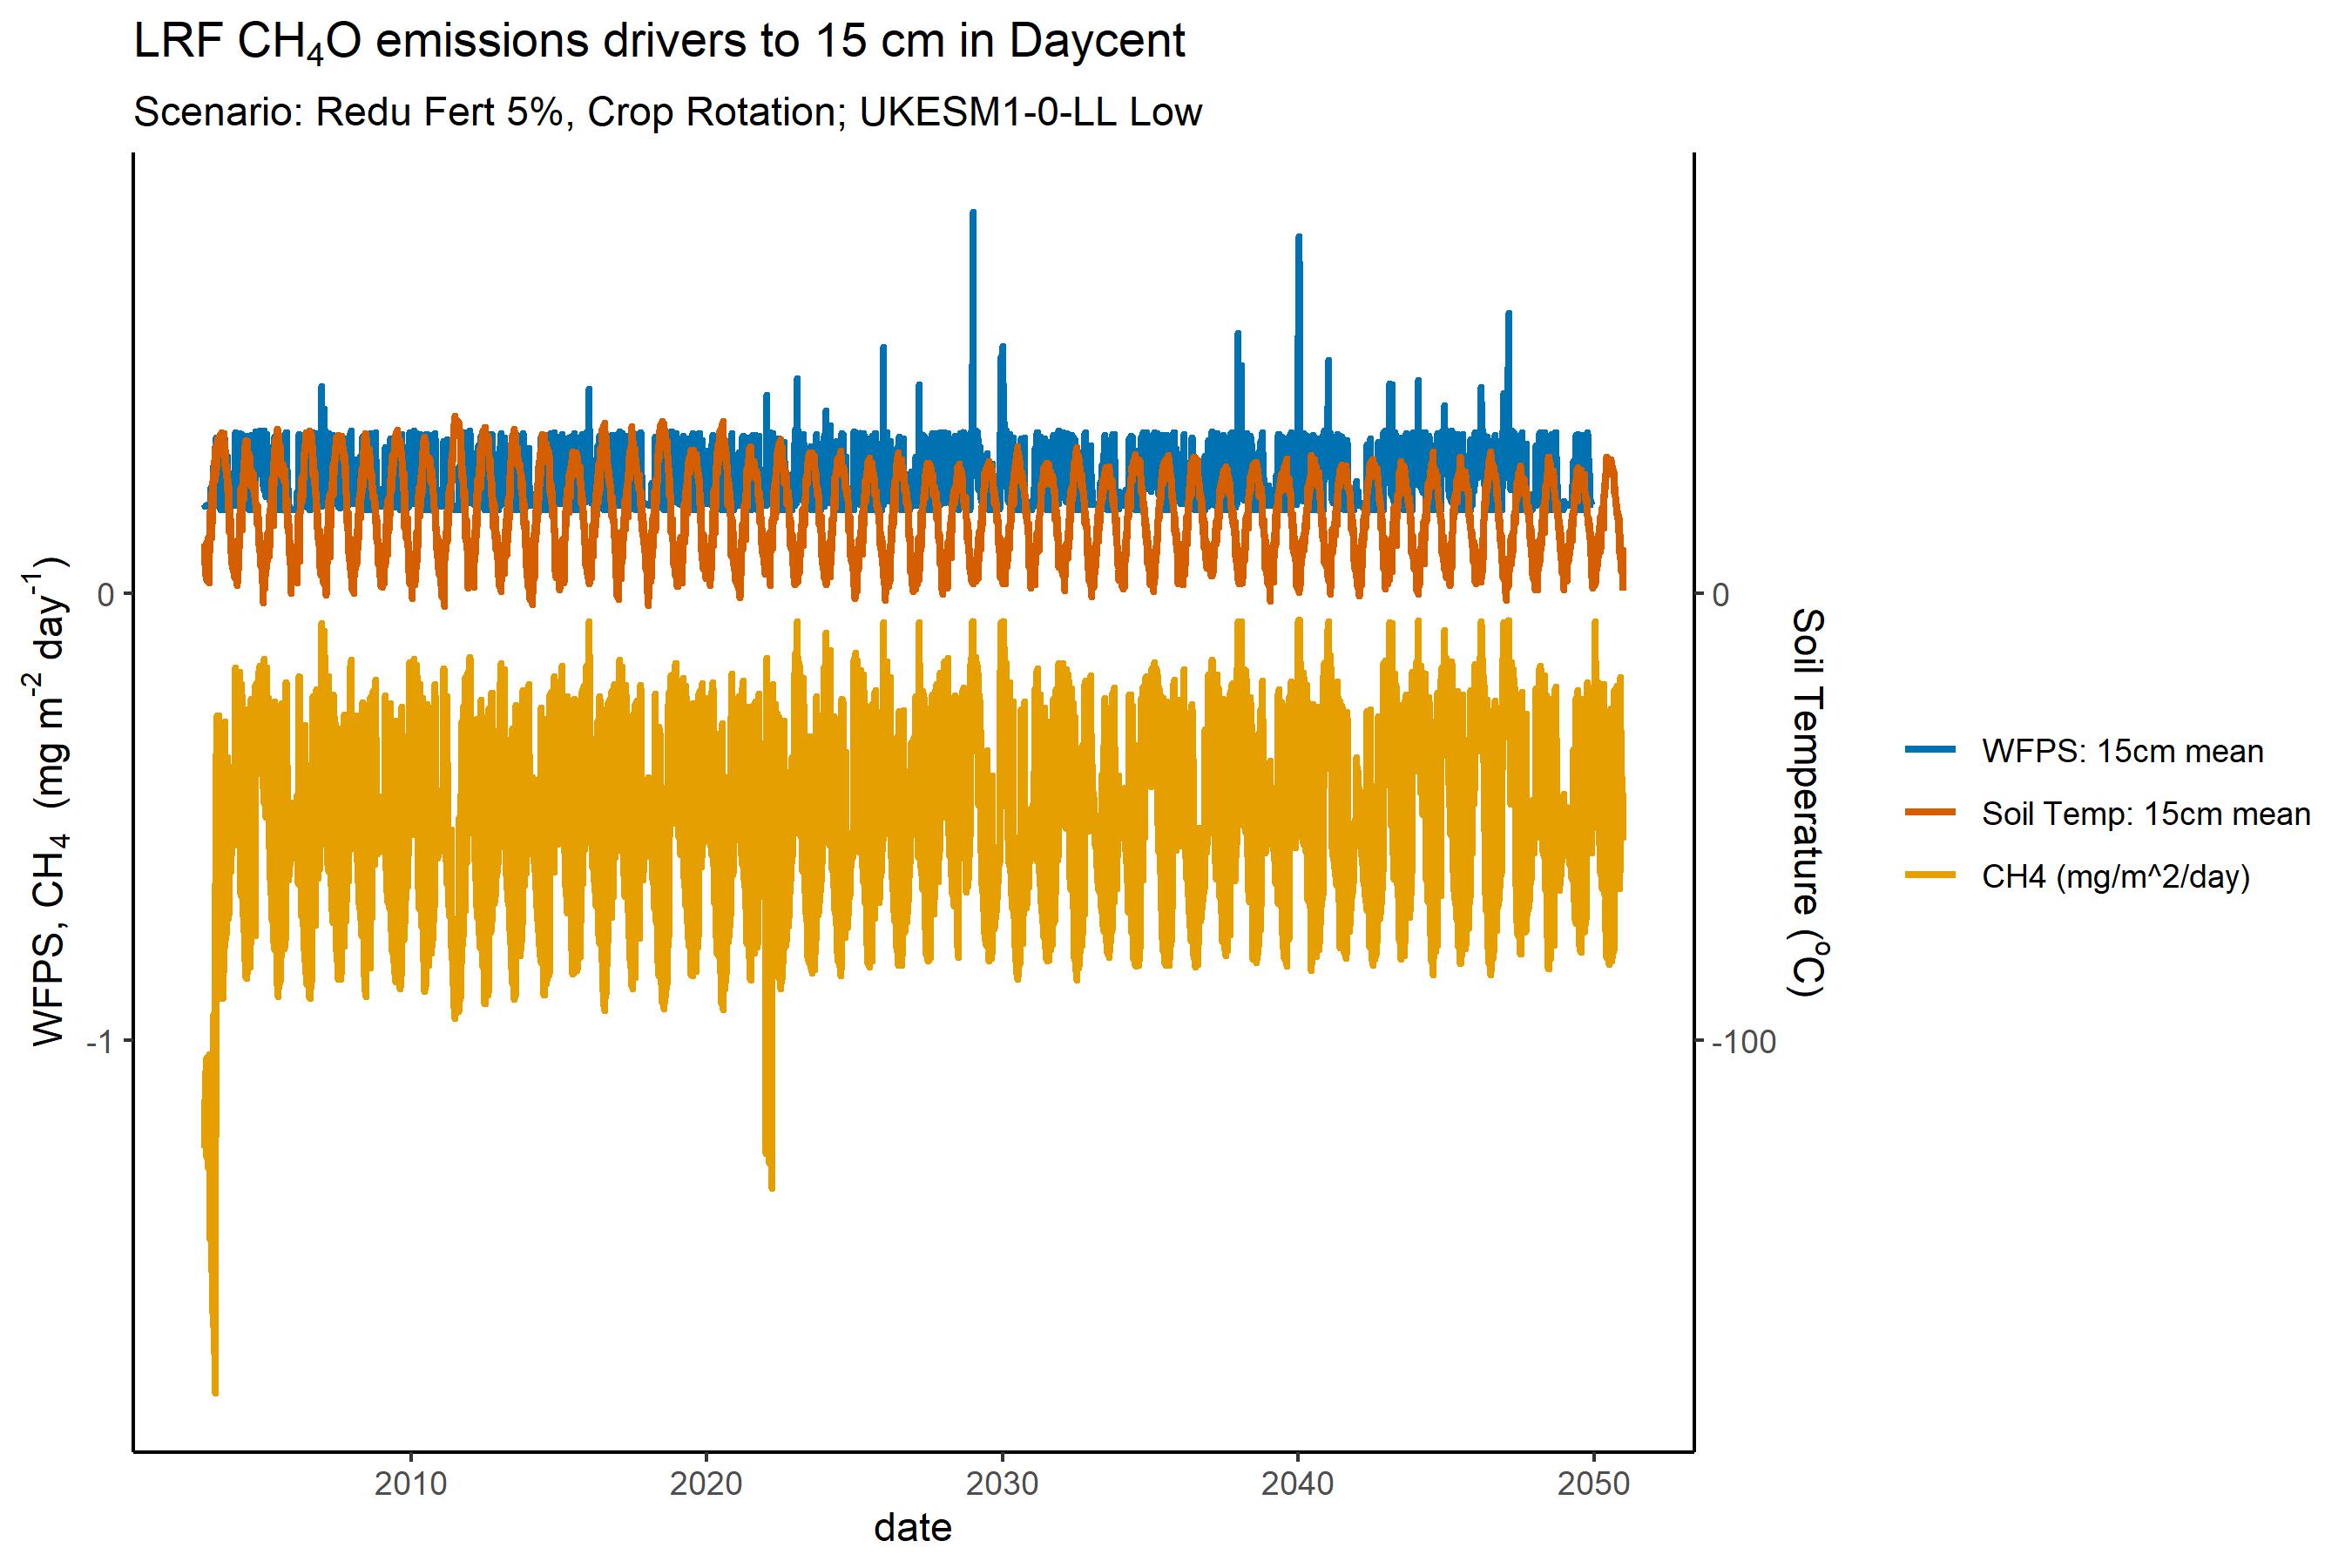 LRF CH₄O emissions drivers to 15 cm in Daycent
Scenario: Redu Fert 5%, Crop Rotation; UKESM1-0-LL Low
WFPS, CH₄ (mg m⁻² day⁻¹)
0
-1
0
-100
Soil Temperature (⁰C)
WFPS: 15cm mean
Soil Temp: 15cm mean
CH4 (mg/m^2/day)
2010 2020 2030 2040 2050
date